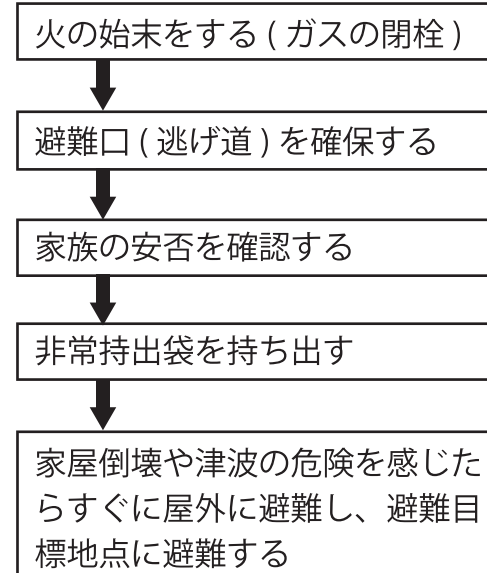 火の始末をする ( ガスの閉栓 )
避難口 ( 逃げ道 ) を確保する
家族の安否を確認する
非常持出袋を持ち出す
家屋倒壊や津波の危険を感じた
らすぐに屋外に避難し、避難目
標地点に避難する